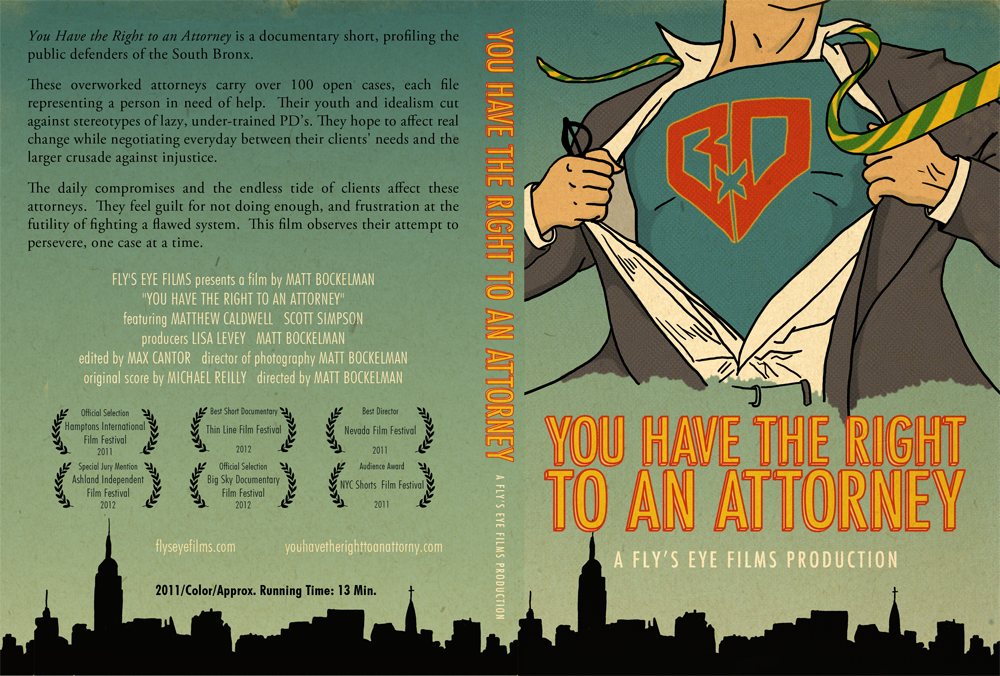 You Have the Right to an Attorney is a documentary short, profiling the
public defenders of the South Bronx.
These overworked attorneys carry over 100 open cases, each file
representing a person in need of help. Their youth and idealism cut
against stereotypes of lazy, under-trained PD's. They hope to affect real
change while negotiating everyday between their clients' needs and the
larger crusade against injustice.
The daily compromises and the endless tide of clients affect these
attorneys. They feel guilt for not doing enough, and frustration at the
futility of fighting a flawed system. This film observes their attempt to
persevere, one case at a time.
FLY'S EYE FILMS presents a film by MATT BOCKELMAN
"YOU HAVE THE RIGHT TO AN ATTORNEY"
featuring MATTHEW CALDWELL SCOTT SIMPSON
producers LISA LEVEY MATT BOCKELMAN
edited by MAX CANTOR director of photography MATT BOCKELMAN
original score by MICHAEL REILLY directed by MATT BOCKELMAN
Official Selection
Hamptons International
Film Festival
2011
Best Short Documentary
Thin Line Film Festival
2012
Best Director
Nevada Film Festival
2011
Special Jury Mention
Ashland Independent
Film Festival
2012
Official Selection
Big Sky Documentary
Film Festival
2012
Audience Award
NYC Shorts Film Festival
2011
flyseyefilms.com youhavetherighttoanattorny.com
2011/Color/Approx. Running Time: 13 Min.
YOU HAVE THE RIGHT TO AN ATTORNEY
A FLY'S EYE FILMS PRODUCTION
BXD
YOU HAVE THE RIGHT
TO AN ATTORNEY
A FLY'S EYE FILMS PRODUCTION